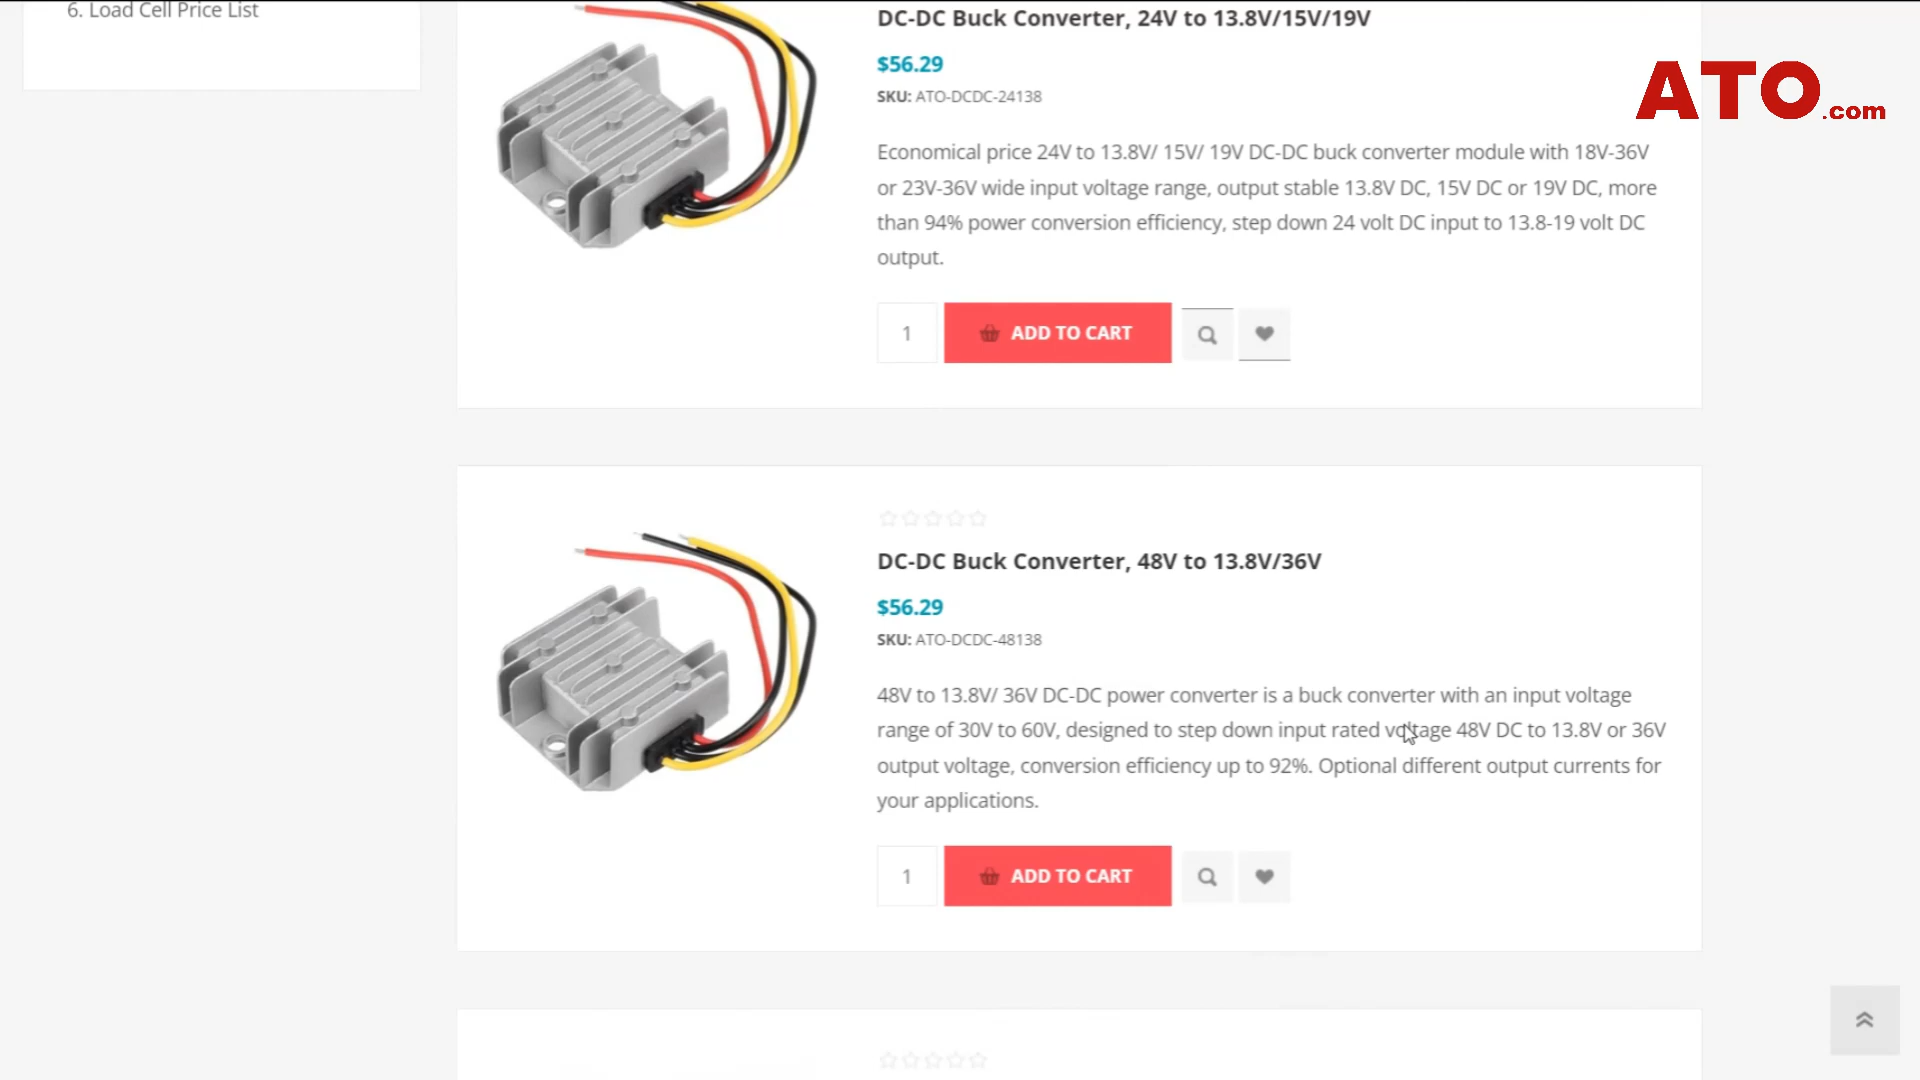 6. Load Cell Price List
DC-DC Buck Converter, 24V to 13.8V/15V/19V
$56.29
SKU: ATO-DCDC-24138
ATO.com
Economical price 24V to 13.8V/ 15V/ 19V DC-DC buck converter module with 18V-36V
or 23V-36V wide input voltage range, output stable 13.8V DC, 15V DC or 19V DC, more
than 94% power conversion efficiency, step down 24 volt DC input to 13.8-19 volt DC
output.
1
ADD TO CART
DC-DC Buck Converter, 48V to 13.8V/36V
$56.29
SKU: ATO-DCDC-48138
48V to 13.8V/ 36V DC-DC power converter is a buck converter with an input voltage
range of 30V to 60V, designed to step down input rated voltage 48V DC to 13.8V or 36V
output voltage, conversion efficiency up to 92%. Optional different output currents for
your applications.
1
ADD TO CART